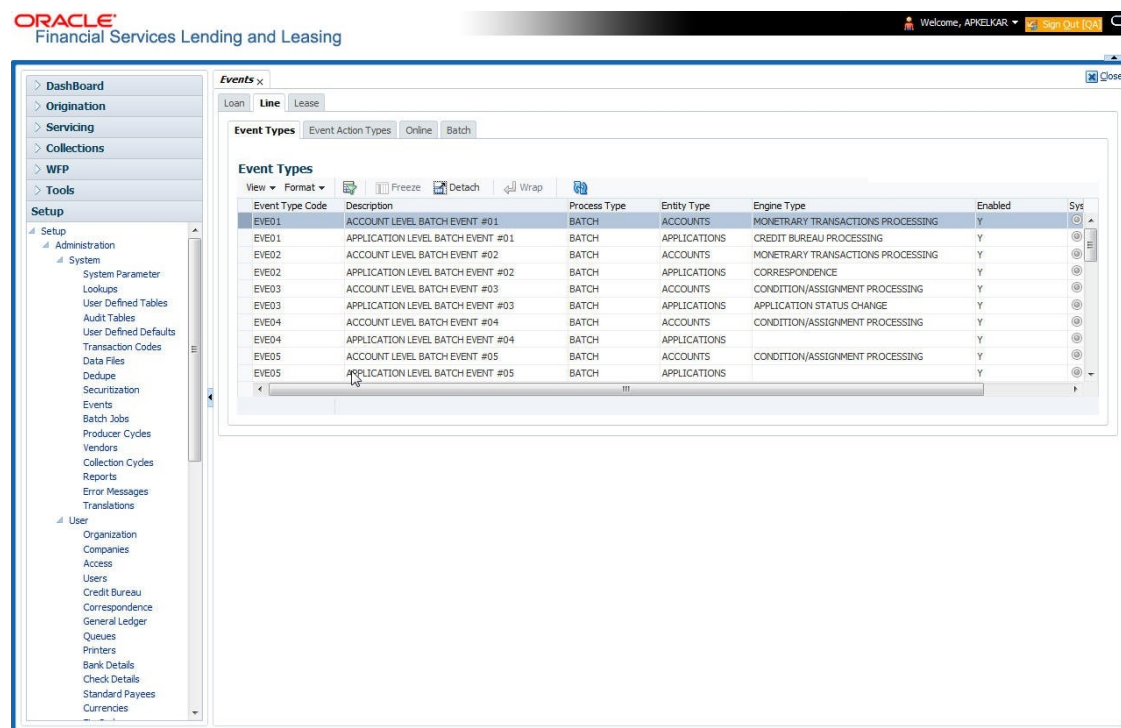 ORACLE
Financial Services Lending and Leasing
Welcome, APKELKAR
Sign Out [QA]
DashBoard
Origination
Servicing
Collections
WFP
Tools
Setup
Setup
Administration
System
System Parameter
Lookups
User Defined Tables
Audit Tables
User Defined Defaults
Transaction Codes
Data Files
Dedupe
Securitization
Events
Batch Jobs
Producer Cycles
Vendors
Collection Cycles
Reports
Error Messages
Translations
User
Organization
Companies
Access
Users
Credit Bureau
Correspondence
General Ledger
Queues
Printers
Bank Details
Check Details
Standard Payees
Currencies
Events
Close
Loan Line Lease
Event Types Event Action Types Online Batch
Event Types
View Format Freeze Detach Wrap
Event Type Code Description Process Type Entity Type Engine Type Enabled Sys
EVE01 ACCOUNT LEVEL BATCH EVENT #01 BATCH ACCOUNTS MONETRARY TRANSACTIONS PROCESSING Y
EVE01 APPLICATION LEVEL BATCH EVENT #01 BATCH APPLICATIONS CREDIT BUREAU PROCESSING Y
EVE02 ACCOUNT LEVEL BATCH EVENT #02 BATCH ACCOUNTS MONETRARY TRANSACTIONS PROCESSING Y
EVE02 APPLICATION LEVEL BATCH EVENT #02 BATCH APPLICATIONS CORRESPONDENCE Y
EVE03 ACCOUNT LEVEL BATCH EVENT #03 BATCH ACCOUNTS CONDITION/ASSIGNMENT PROCESSING Y
EVE03 APPLICATION LEVEL BATCH EVENT #03 BATCH APPLICATIONS APPLICATION STATUS CHANGE Y
EVE04 ACCOUNT LEVEL BATCH EVENT #04 BATCH ACCOUNTS CONDITION/ASSIGNMENT PROCESSING Y
EVE04 APPLICATION LEVEL BATCH EVENT #04 BATCH APPLICATIONS Y
EVE05 ACCOUNT LEVEL BATCH EVENT #05 BATCH ACCOUNTS CONDITION/ASSIGNMENT PROCESSING Y
EVE05 APPLICATION LEVEL BATCH EVENT #05 BATCH APPLICATIONS Y